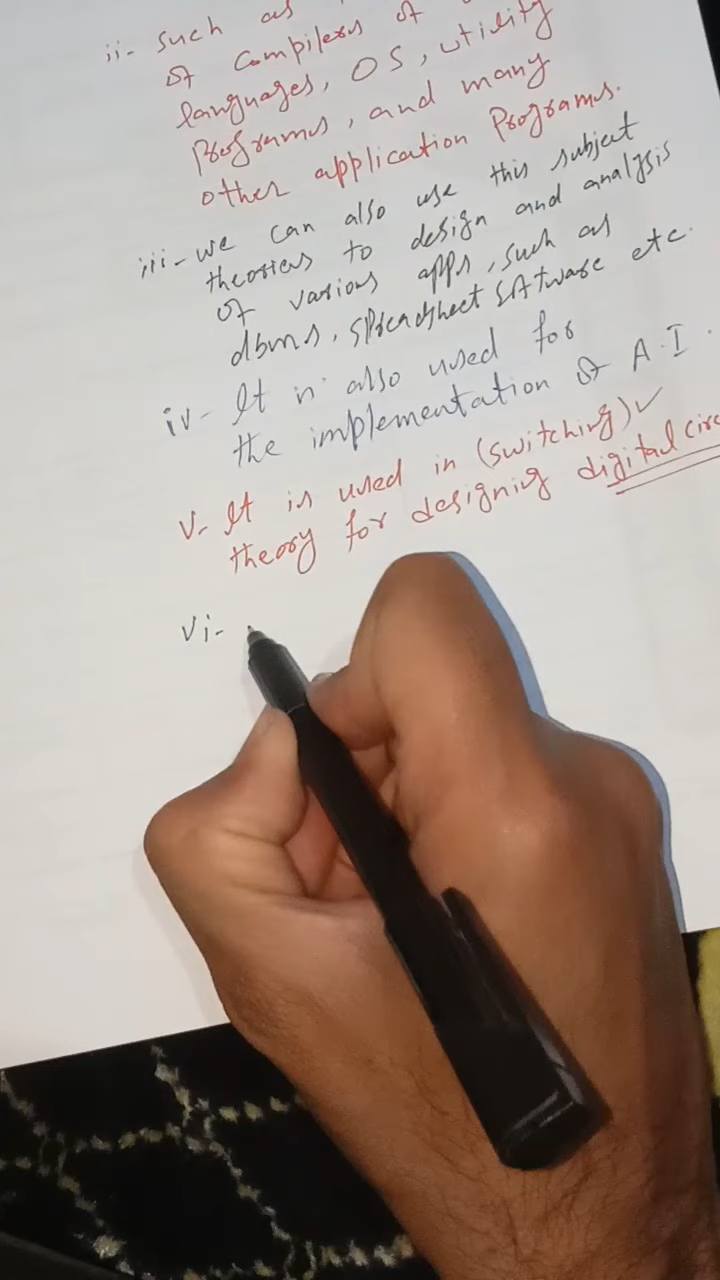 ii- Such as
of compilers of
languages, OS, utility
Programs, and many
other application Programs.
iii- we can also use this subject
theories to design and analysis
of various apps, such as
dbms, spreadsheet software etc.
iv- It is also used for
the implementation of A.I.
v- It is used in (switching) ✓
theory for designing digital circ
vi-